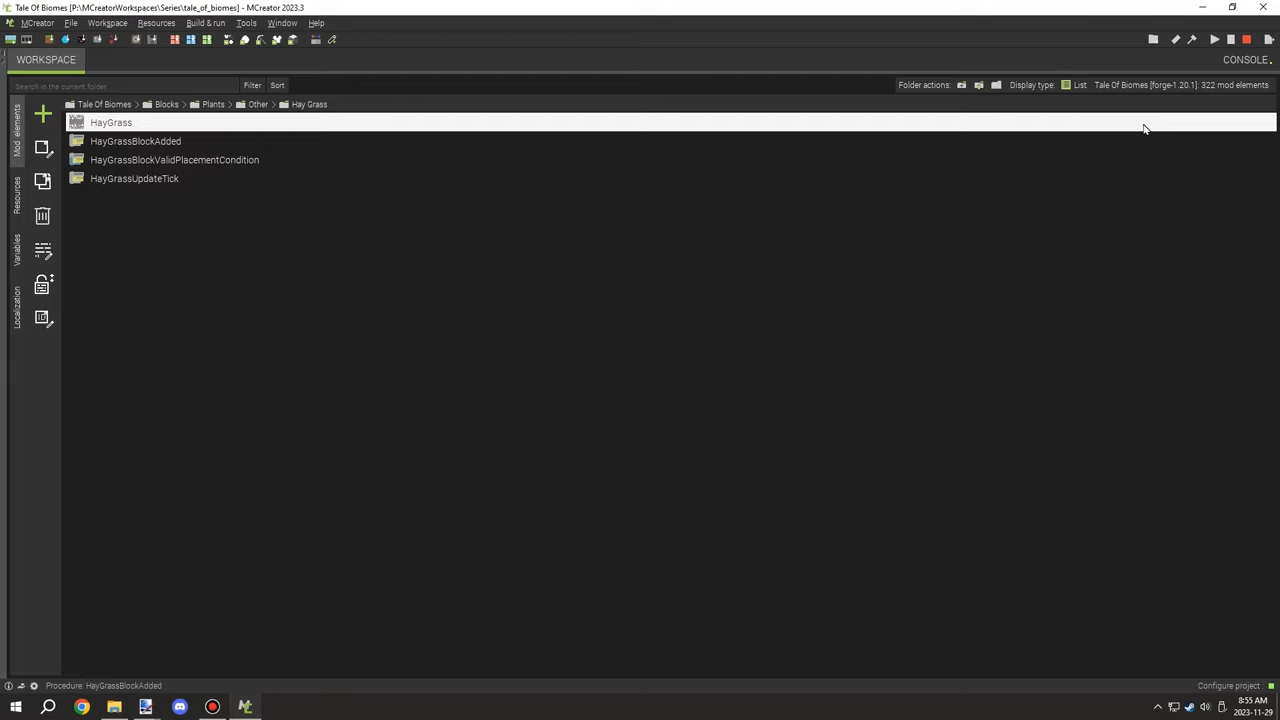 Tale Of Biomes [P:\MCreatorWorkspaces\Series\tale_of_biomes] - MCreator 2023.3
MCreator File Workspace Resources Build & run Tools Window Help
WORKSPACE CONSOLE
Search in the current folder Filter Sort Folder actions: Display type: List Tale Of Biomes [forge-1.20.1]: 322 mod elements
Tale Of Biomes Blocks Plants Other Hay Grass
HayGrass
HayGrassBlockAdded
HayGrassBlockValidPlacementCondition
HayGrassUpdateTick
Mod elements
Resources
Variables
Localization
Procedure: HayGrassBlockAdded Configure project :
8:55 AM
2023-11-29